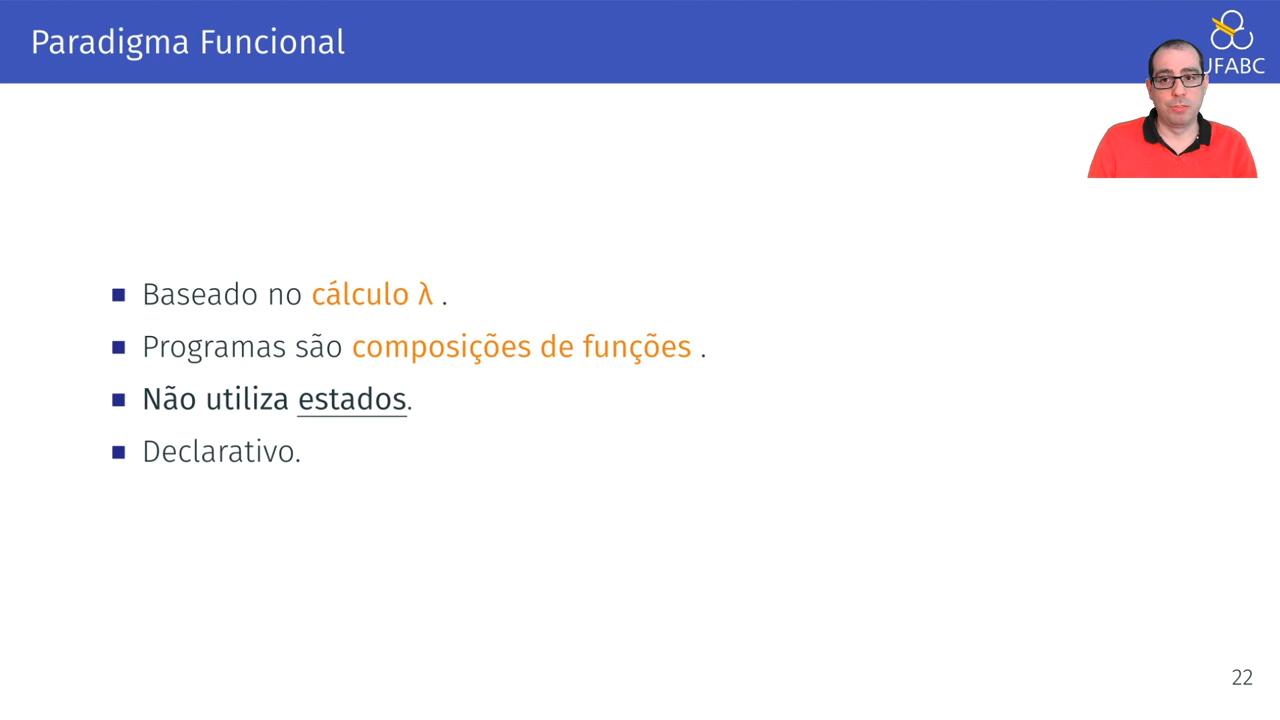 Paradigma Funcional
UFABC
Baseado no cálculo λ .
Programas são composições de funções .
Não utiliza estados.
Declarativo.
22